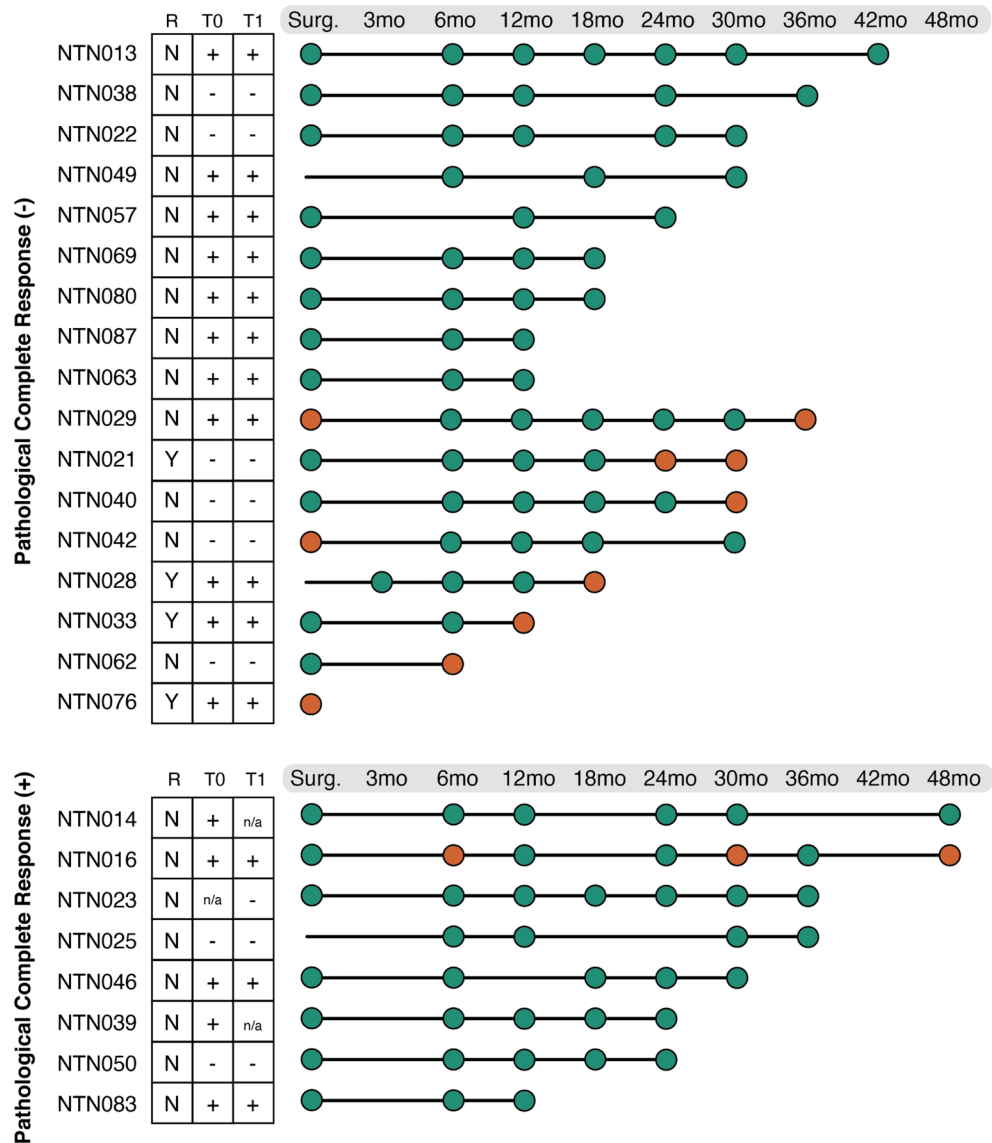 R T0 T1 Surg. 3mo 6mo 12mo 18mo 24mo 30mo 36mo 42mo 48mo
Pathological Complete Response (-)
NTN013 N + +
NTN038 N - -
NTN022 N - -
NTN049 N + +
NTN057 N + +
NTN069 N + +
NTN080 N + +
NTN087 N + +
NTN063 N + +
NTN029 N + +
NTN021 Y - -
NTN040 N - -
NTN042 N - -
NTN028 Y + +
NTN033 Y + +
NTN062 N - -
NTN076 Y + +
R T0 T1 Surg. 3mo 6mo 12mo 18mo 24mo 30mo 36mo 42mo 48mo
Pathological Complete Response (+)
NTN014 N + n/a
NTN016 N + +
NTN023 N n/a -
NTN025 N - -
NTN046 N + +
NTN039 N + n/a
NTN050 N - -
NTN083 N + +